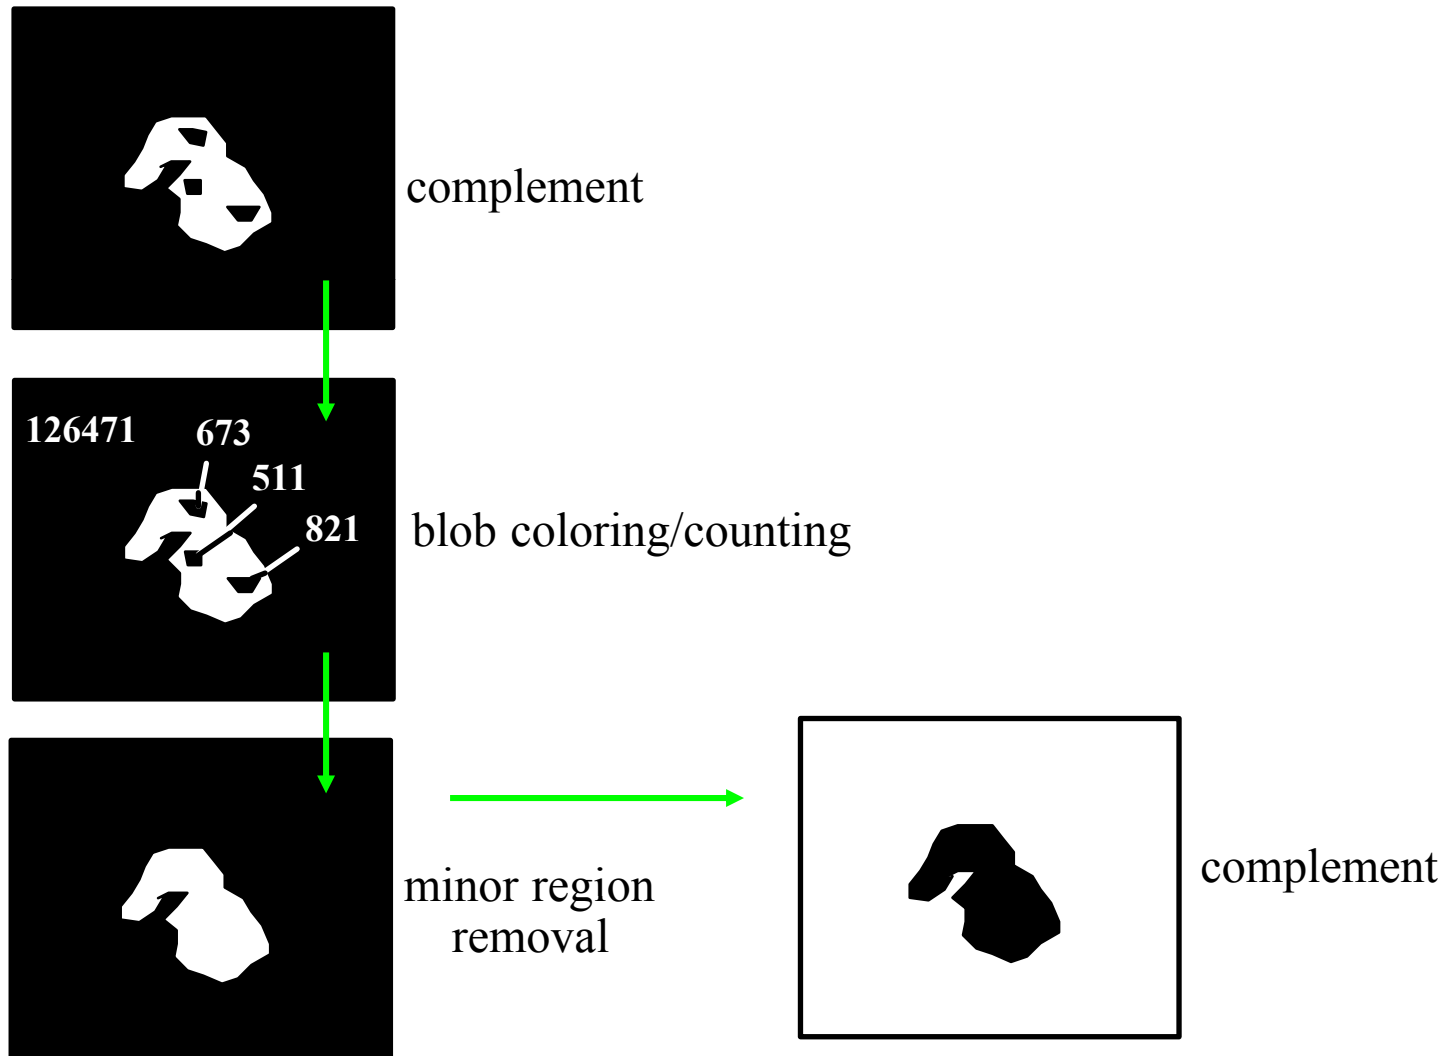 complement
126471
673
511
821
blob coloring/counting
minor region
removal
complement